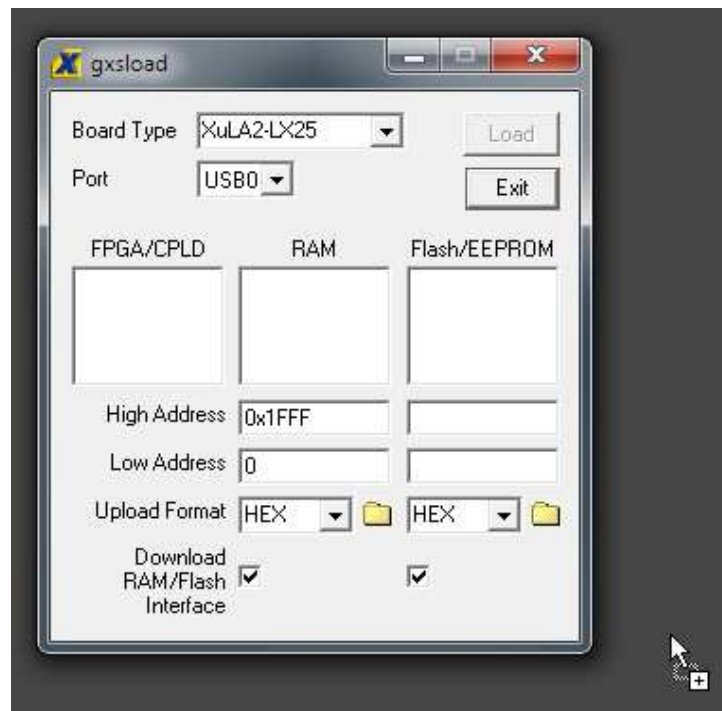 gxsload
Board Type XuLA2-LX25 Load
Port USB0 Exit
FPGA/CPLD RAM Flash/EEPROM
High Address 0x1FFF
Low Address 0
Upload Format HEX HEX
Download
RAM/Flash
Interface